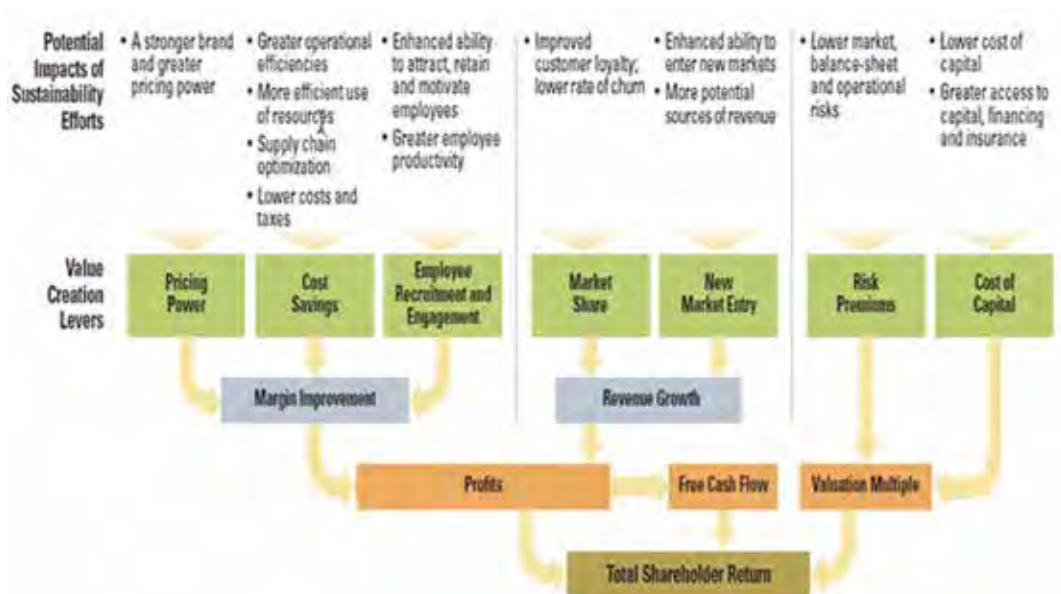 Potential
Impacts of
Sustainability
Efforts
• A stronger brand
and greater
pricing power
• Greater operational
efficiencies
• More efficient use
of resources
• Supply chain
optimization
• Lower costs and
taxes
• Enhanced ability
to attract, retain
and motivate
employees
• Greater employee
productivity
• Improved
customer loyalty;
lower rate of churn
• Enhanced ability to
enter new markets
• More potential
sources of revenue
• Lower market,
balance-sheet
and operational
risks
• Lower cost of
capital
• Greater access to
capital, financing
and insurance
Value
Creation
Levers
Pricing
Power
Cost
Savings
Employee
Recruitment and
Engagement
Market
Share
New
Market Entry
Risk
Premiums
Cost of
Capital
Margin Improvement
Revenue Growth
Profits
Free Cash Flow
Valuation Multiple
Total Shareholder Return